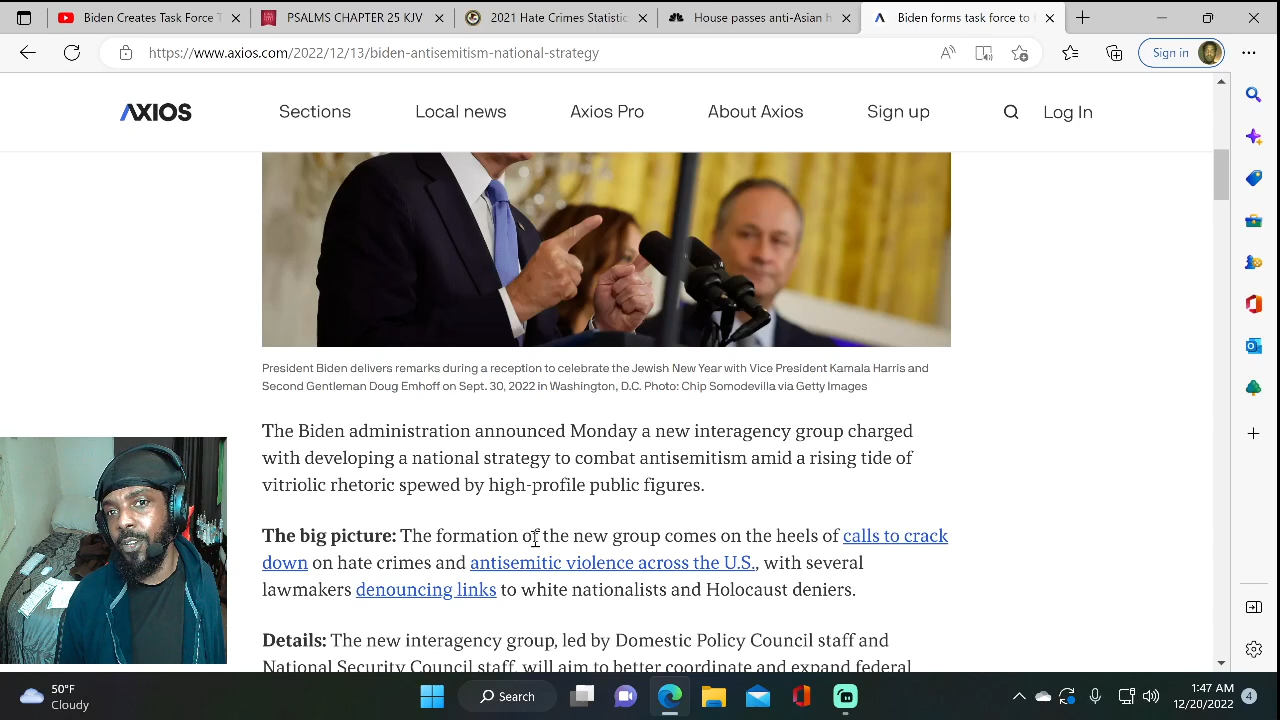 Biden Creates Task Force T
PSALMS CHAPTER 25 KJV
2021 Hate Crimes Statistic
House passes anti-Asian h
Biden forms task force to
https://www.axios.com/2022/12/13/biden-antisemitism-national-strategy
Sign in
AXIOS
Sections
Local news
Axios Pro
About Axios
Sign up
Log In
President Biden delivers remarks during a reception to celebrate the Jewish New Year with Vice President Kamala Harris and
Second Gentleman Doug Emhoff on Sept. 30, 2022 in Washington, D.C. Photo: Chip Somodevilla via Getty Images
The Biden administration announced Monday a new interagency group charged
with developing a national strategy to combat antisemitism amid a rising tide of
vitriolic rhetoric spewed by high-profile public figures.
The big picture: The formation of the new group comes on the heels of calls to crack
down on hate crimes and antisemitic violence across the U.S., with several
lawmakers denouncing links to white nationalists and Holocaust deniers.
Details: The new interagency group, led by Domestic Policy Council staff and
National Security Council staff, will aim to better coordinate and expand federal
50°F
Cloudy
Search
1:47 AM
12/20/2022
4